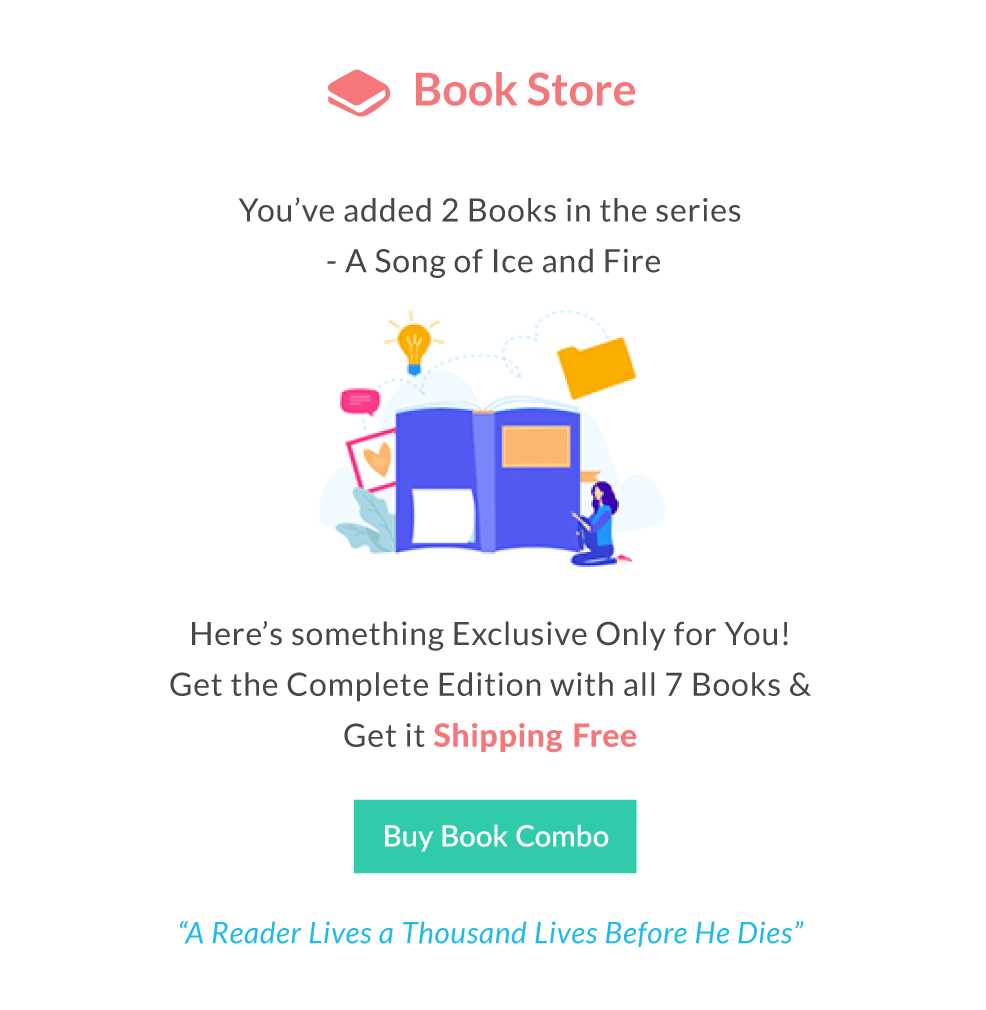 Book Store
You’ve added 2 Books in the series
- A Song of Ice and Fire
Here’s something Exclusive Only for You!
Get the Complete Edition with all 7 Books &
Get it Shipping Free
Buy Book Combo
“A Reader Lives a Thousand Lives Before He Dies”